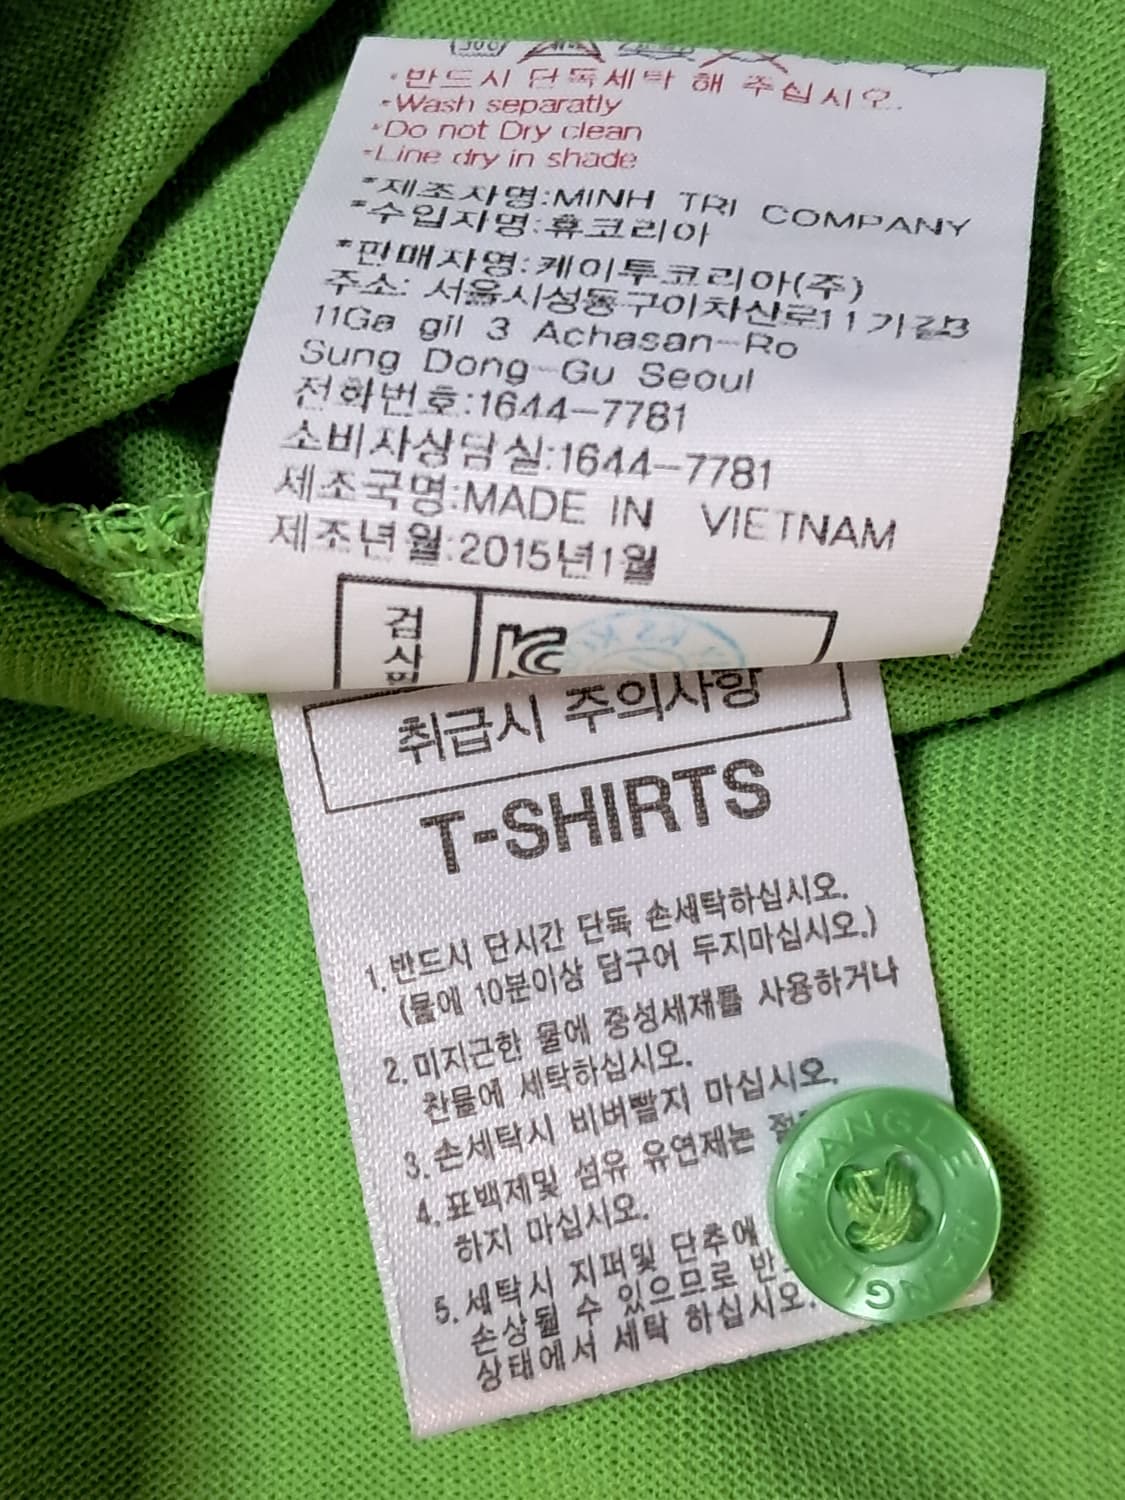 30℃
*반드시 단독세탁 해 주십시오.
*Wash separatly
*Do not Dry clean
*Line dry in shade
*제조자명:MINH TRI COMPANY
*수입자명:휴코리아
*판매자명:케이투코리아(주)
주소: 서울시성동구아차산로11가길3
11Ga gil 3 Achasan-Ro
Sung Dong-Gu Seoul
전화번호:1644-7781
소비자상담실:1644-7781
제조국명:MADE IN VIETNAM
제조년월:2015년1월
검사필
취급시 주의사항
T-SHIRTS
1. 반드시 단시간 단독 손세탁하십시오.
(물에 10분이상 담구어 두지마십시오.)
2. 미지근한 물에 중성세제를 사용하거나
찬물에 세탁하십시오.
3. 손세탁시 비벼빨지 마십시오.
4. 표백제및 섬유 유연제는
하지 마십시오.
5. 세탁시 지퍼및 단추에
손상될 수 있으므로
상태에서 세탁 하십시오.
WANGLE WANGLE